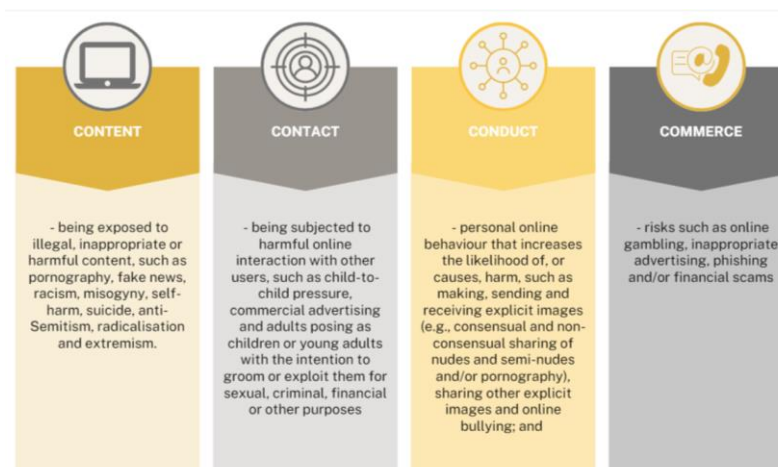 CONTENT
- being exposed to
illegal, inappropriate or
harmful content, such as
pornography, fake news,
racism, misogyny, self-
harm, suicide, anti-
Semitism, radicalisation
and extremism.
CONTACT
- being subjected to
harmful online
interaction with other
users, such as child-to-
child pressure,
commercial advertising
and adults posing as
children or young adults
with the intention to
groom or exploit them for
sexual, criminal, financial
or other purposes
CONDUCT
- personal online
behaviour that increases
the likelihood of, or
causes, harm, such as
making, sending and
receiving explicit images
(e.g., consensual and non-
consensual sharing of
nudes and semi-nudes
and/or pornography),
sharing other explicit
images and online
bullying; and
COMMERCE
- risks such as online
gambling, inappropriate
advertising, phishing
and/or financial scams